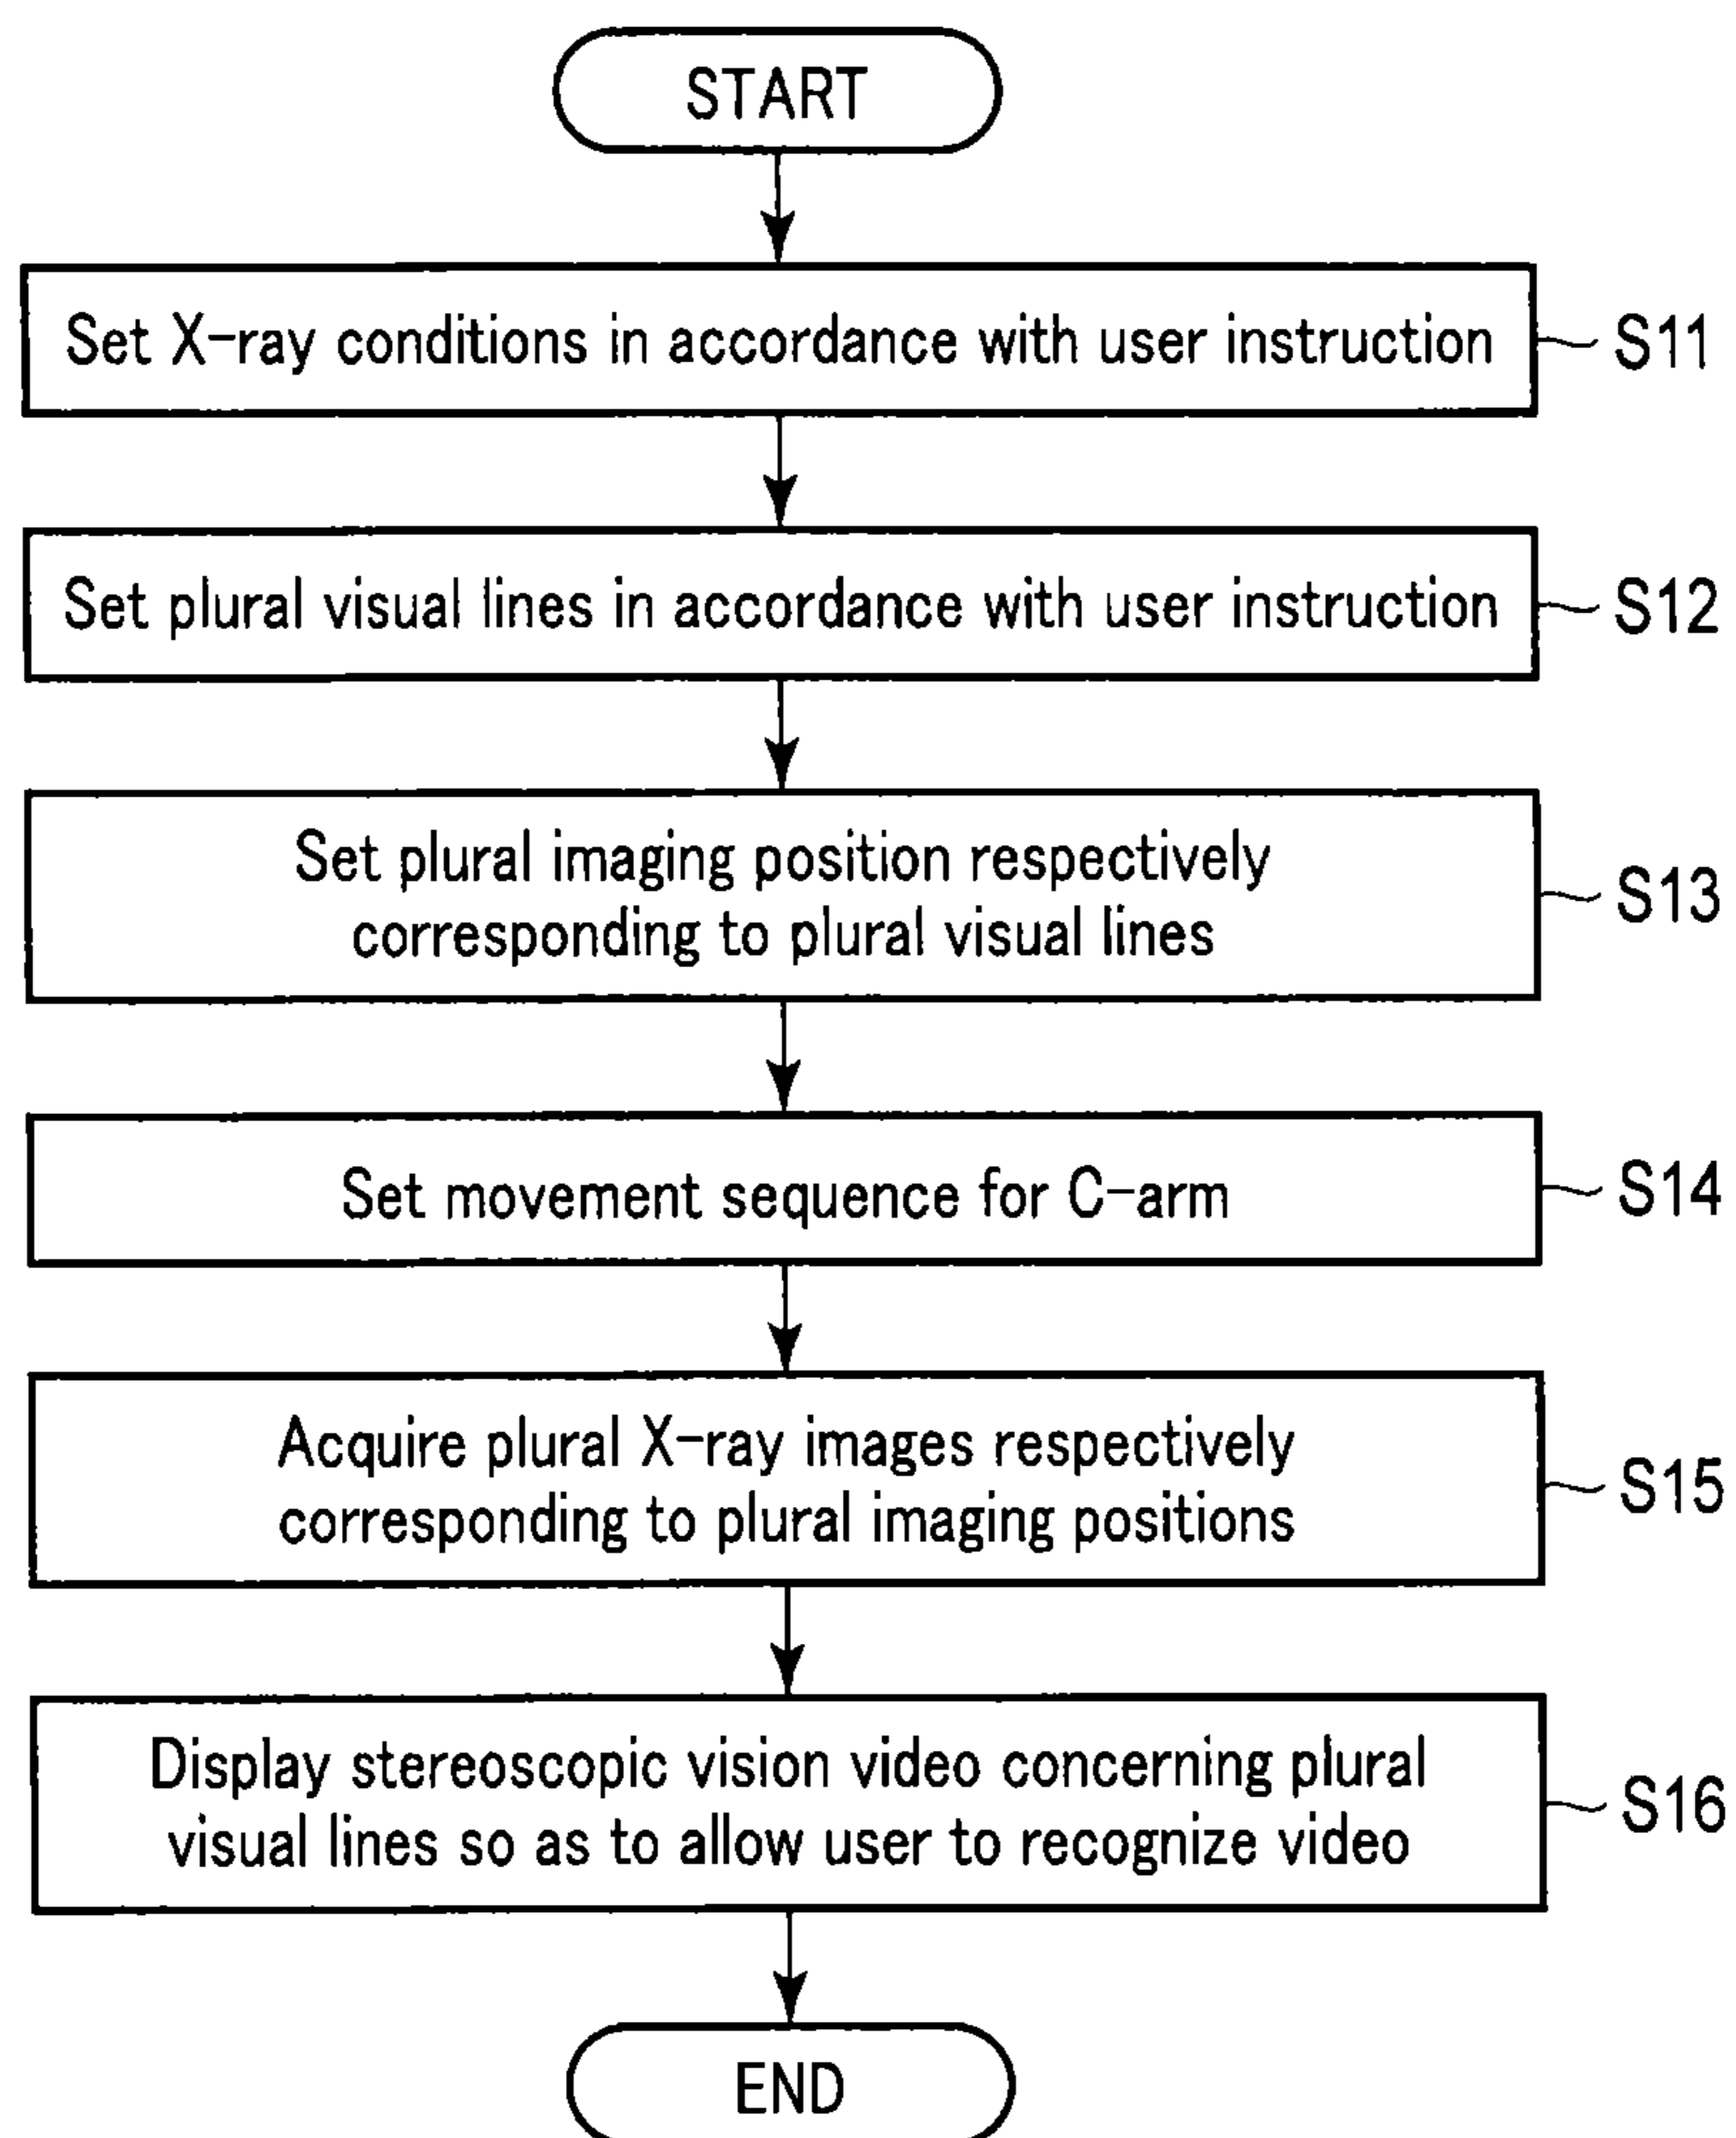 START
Set X-ray conditions in accordance with user instruction
S11
Set plural visual lines in accordance with user instruction
S12
Set plural imaging position respectively
corresponding to plural visual lines
S13
Set movement sequence for C-arm
S14
Acquire plural X-ray images respectively
corresponding to plural imaging positions
S15
Display stereoscopic vision video concerning plural
visual lines so as to allow user to recognize video
S16
END